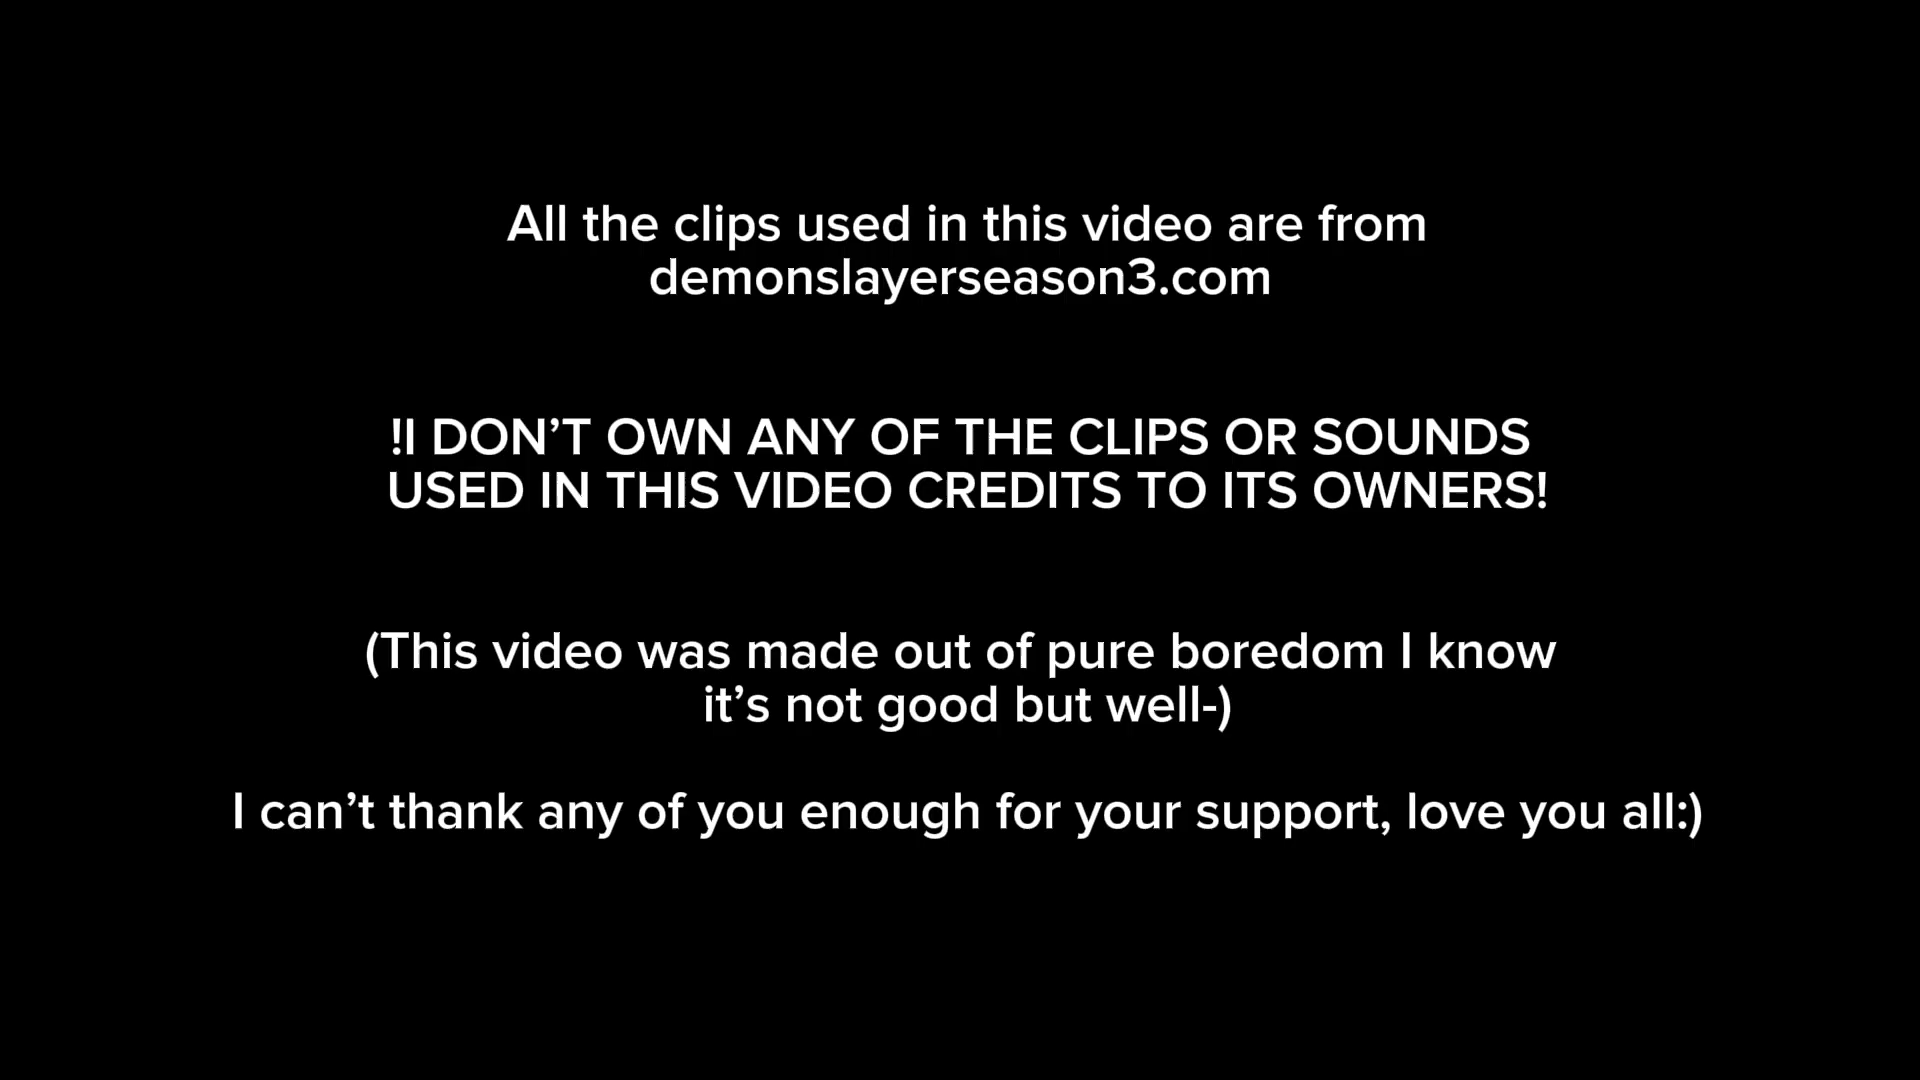 All the clips used in this video are from
demonslayerseason3.com
!I DON’T OWN ANY OF THE CLIPS OR SOUNDS
USED IN THIS VIDEO CREDITS TO ITS OWNERS!
(This video was made out of pure boredom I know
it’s not good but well-)
I can’t thank any of you enough for your support, love you all:)